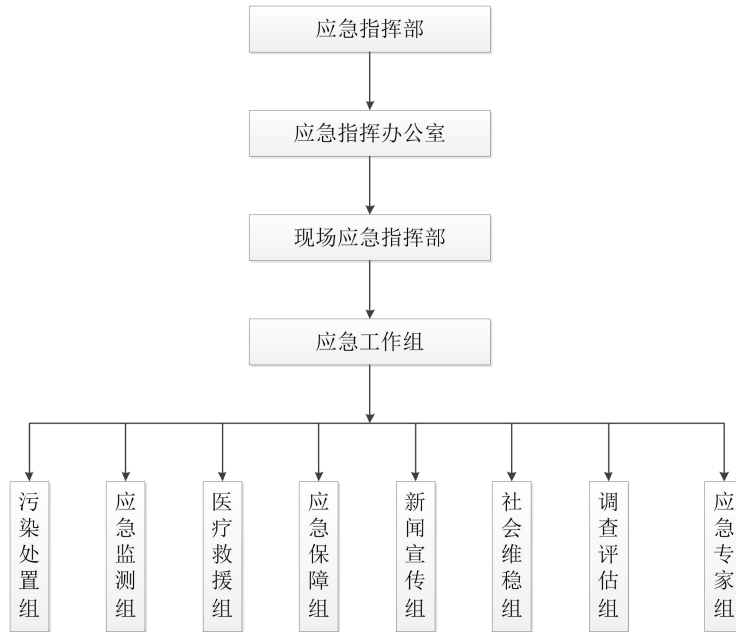 应急指挥部
应急指挥办公室
现场应急指挥部
应急工作组
污染处置组
应急监测组
医疗救援组
应急保障组
新闻宣传组
社会维稳组
调查评估组
应急专家组